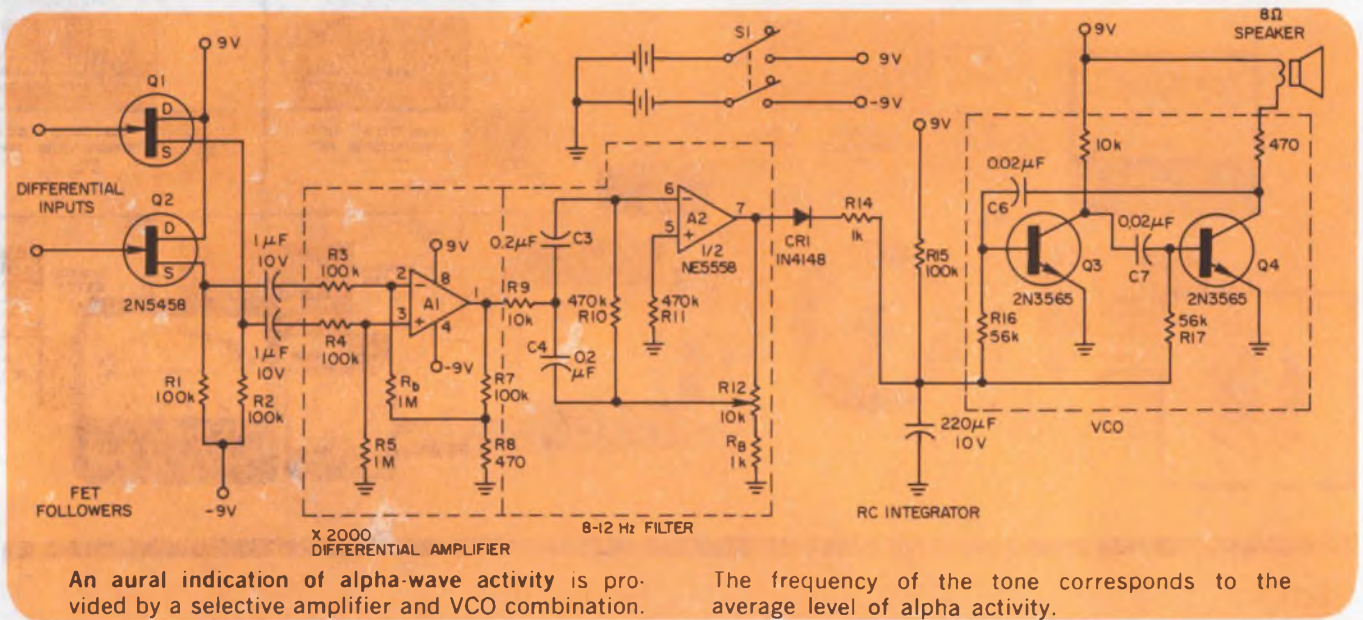 9V
Q1
D
S
DIFFERENTIAL
INPUTS
Q2
D
S
2N5458
R1
100k
R2
100k
-9V
FET
FOLLOWERS
1µF
10V
1µF
10V
R3
100k
R4
100k
2
−
3
+
A1
9V
8
1
4
-9V
Rb
1M
R5
1M
R7
100k
R8
470
X 2000
DIFFERENTIAL AMPLIFIER
S1
9V
-9V
R9
10k
0.2µF
C3
C4
02
µF
470k
R10
6
−
5
+
A2
7
1/2
NE5558
470k
R11
R12
10k
RB
1k
8-12 Hz FILTER
CR1
IN4148
R14
1k
9V
R15
100k
220µF
10V
RC INTEGRATOR
9V
8Ω
SPEAKER
10k
470
0.02µF
C6
0.02µF
C7
Q3
2N3565
Q4
2N3565
R16
56k
56k
R17
VCO
An aural indication of alpha-wave activity is pro-
vided by a selective amplifier and VCO combination.
The frequency of the tone corresponds to the
average level of alpha activity.